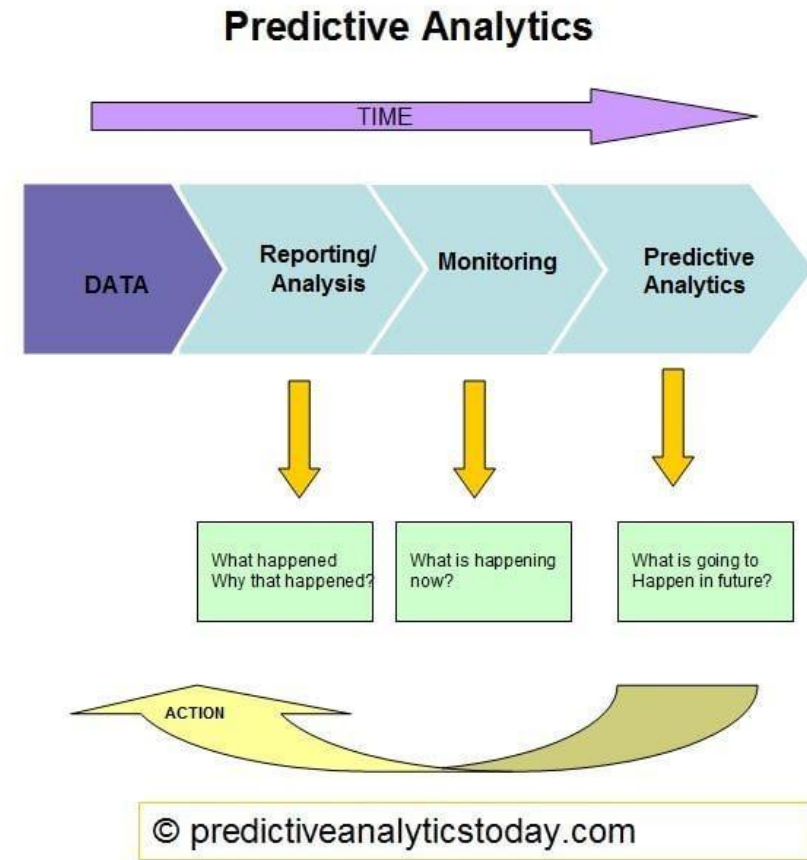 Predictive Analytics
TIME
DATA
Reporting/
Analysis
Monitoring
Predictive
Analytics
What happened
Why that happened?
What is happening
now?
What is going to
Happen in future?
ACTION
© predictiveanalyticstoday.com